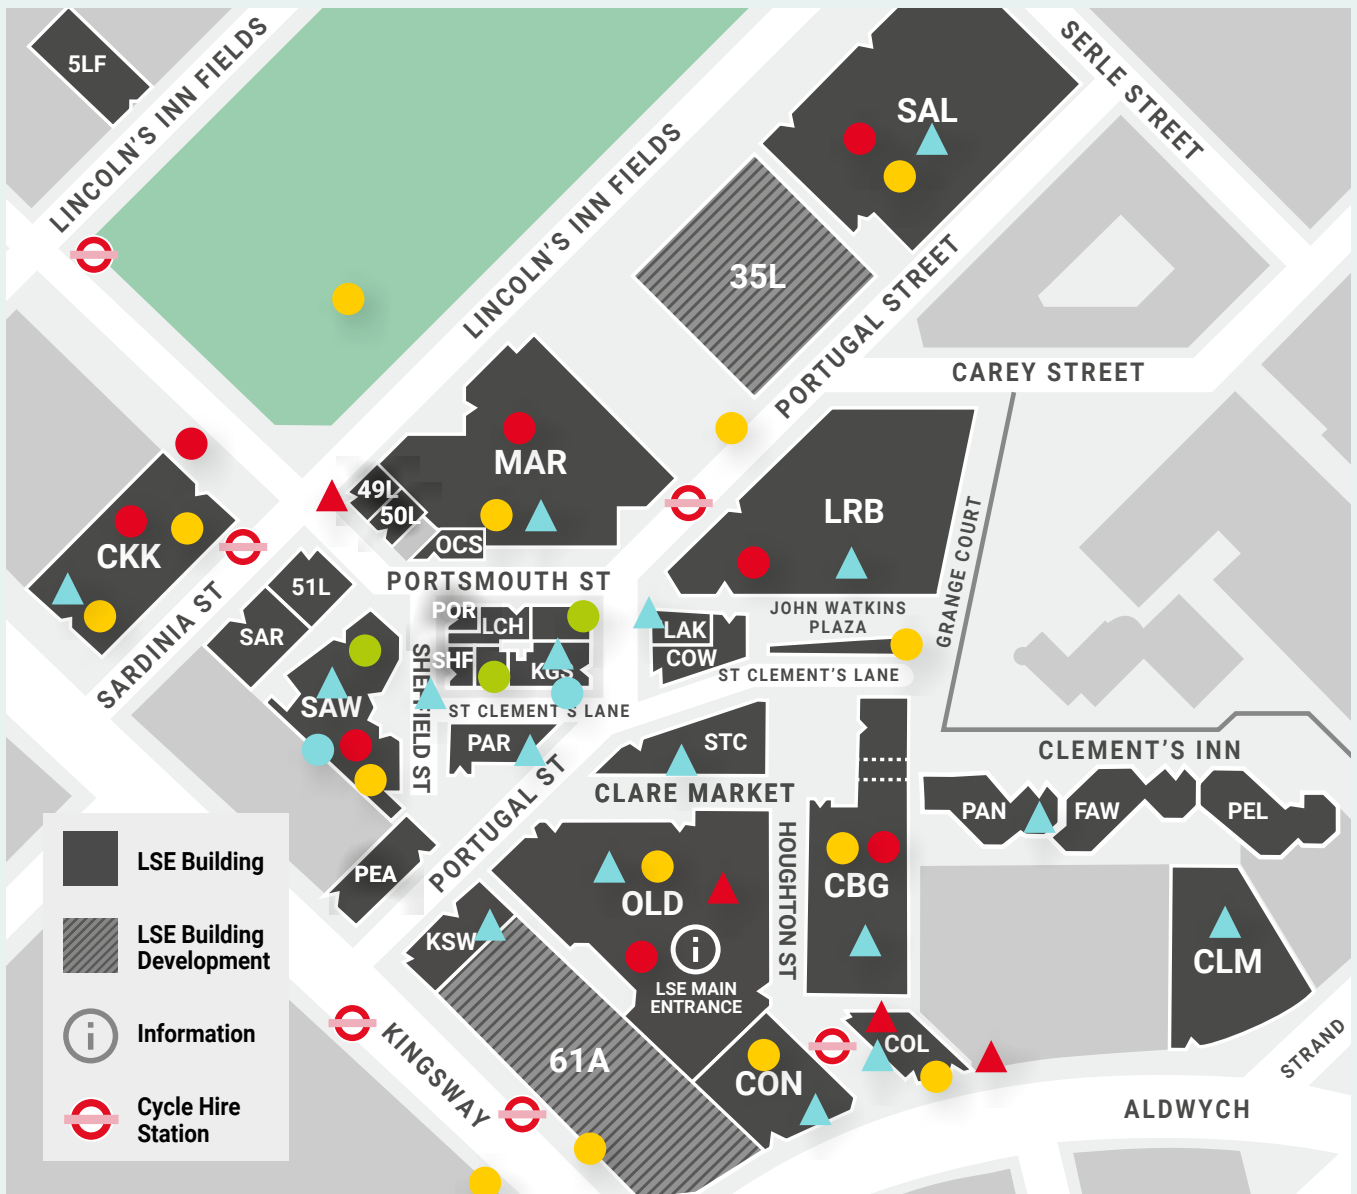 5LF
LINCOLN'S INN FIELDS
SERLE STREET
SAL
LINCOLN'S INN FIELDS
35L
PORTUGAL STREET
CAREY STREET
MAR
49L
50L
OCS
LRB
CKK
GRANGE COURT
PORTSMOUTH ST
51L
SARDINIA ST
SAR
POR
LCH
JOHN WATKINS
PLAZA
LAK
COW
SHF
KGS
SHEFFIELD ST
ST CLEMENT'S LANE
SAW
ST CLEMENT'S LANE
PAR
STC
CLEMENT'S INN
CLARE MARKET
PORTUGAL ST
PAN
FAW
PEL
HOUGHTON ST
PEA
OLD
CBG
KSW
LSE MAIN
ENTRANCE
CLM
COL
KINGSWAY
61A
CON
STRAND
ALDWYCH
LSE Building
LSE Building
Development
i
Information
Cycle Hire
Station